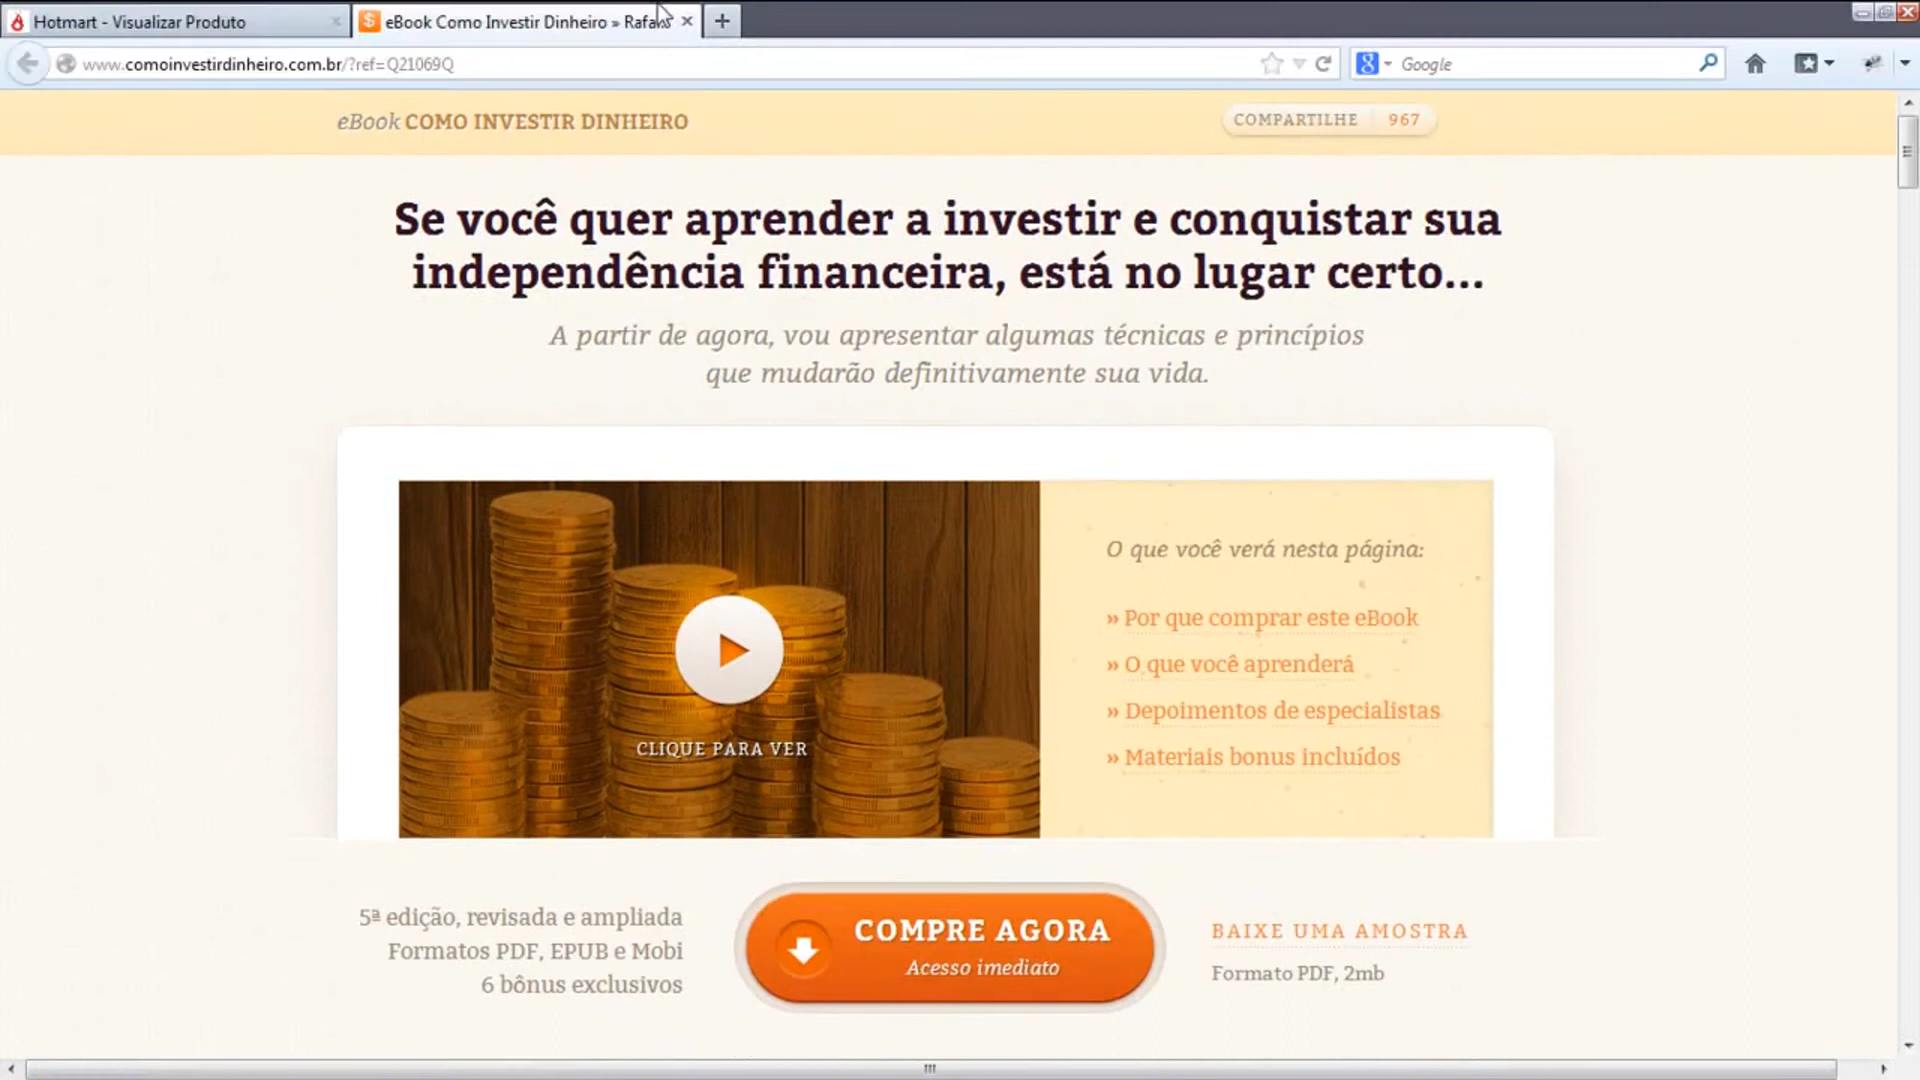 Hotmart - Visualizar Produto
eBook Como Investir Dinheiro »
www.comoinvestirdinheiro.com.br/?ref=Q21069Q
Google
eBook COMO INVESTIR DINHEIRO
COMPARTILHE 967
Se você quer aprender a investir e conquistar sua
independência financeira, está no lugar certo...
A partir de agora, vou apresentar algumas técnicas e princípios
que mudarão definitivamente sua vida.
O que você verá nesta página:
» Por que comprar este eBook
» O que você aprenderá
» Depoimentos de especialistas
» Materiais bonus incluídos
CLIQUE PARA VER
5ª edição, revisada e ampliada
Formatos PDF, EPUB e Mobi
6 bônus exclusivos
COMPRE AGORA
Acesso imediato
BAIXE UMA AMOSTRA
Formato PDF, 2mb